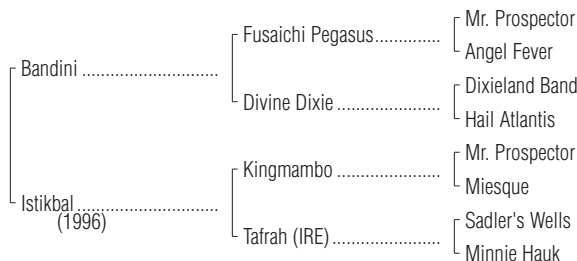 Mr. Prospector
Fusaichi Pegasus..............
Angel Fever
Bandini .............................
Dixieland Band
Divine Dixie ......................
Hail Atlantis
Mr. Prospector
Kingmambo ......................
Miesque
Istikbal..............................
(1996)
Sadler's Wells
Tafrah (IRE).......................
Minnie Hauk